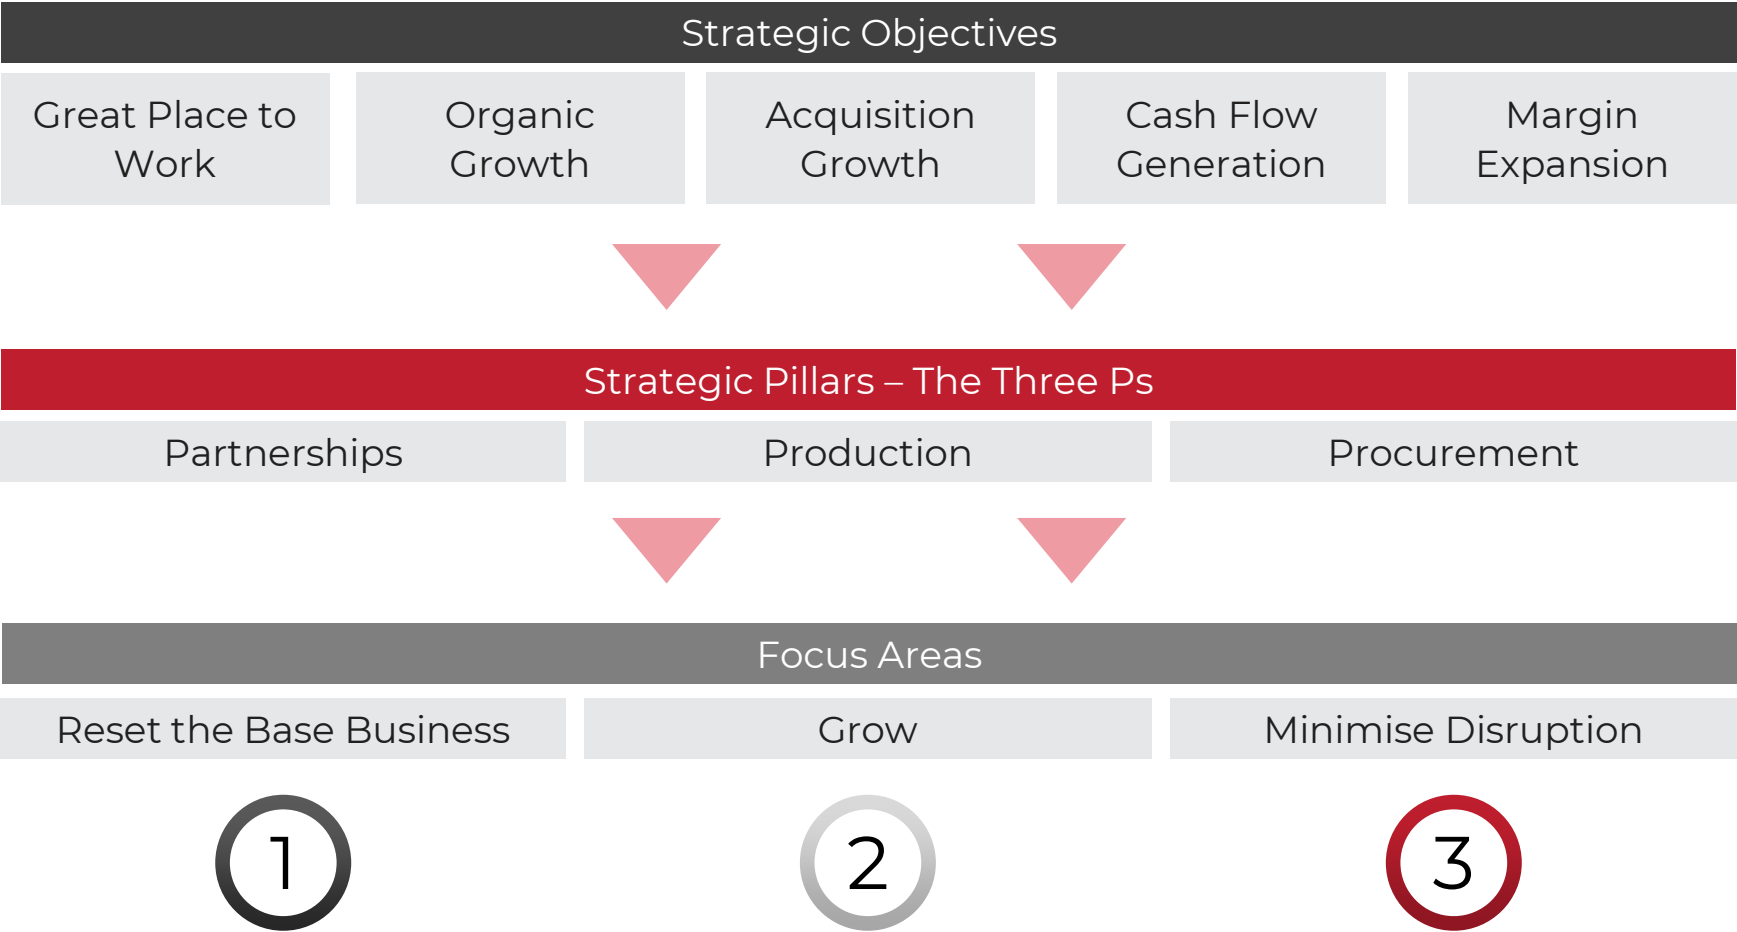 Strategic Objectives
Great Place to
Work
Organic
Growth
Acquisition
Growth
Cash Flow
Generation
Margin
Expansion
Strategic Pillars – The Three Ps
Partnerships
Production
Procurement
Focus Areas
Reset the Base Business
Grow
Minimise Disruption
1
2
3